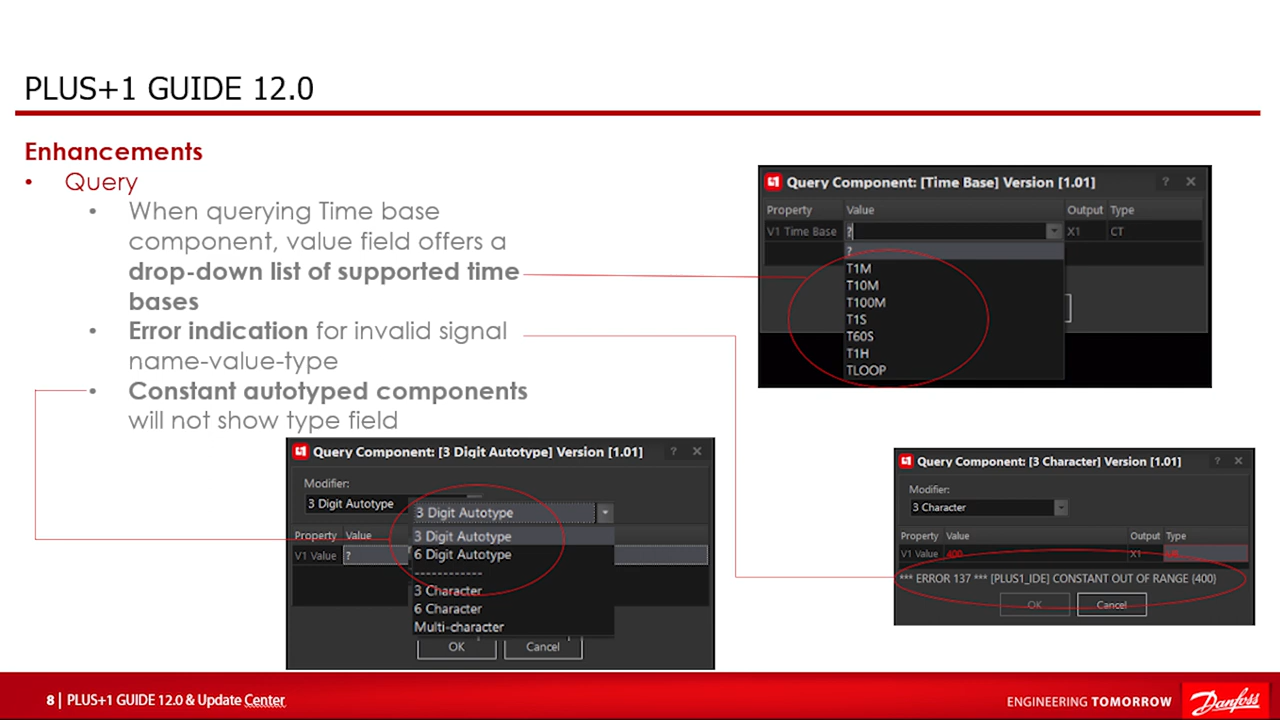 PLUS+1 GUIDE 12.0
Enhancements
• Query
• When querying Time base
component, value field offers a
drop-down list of supported time
bases
• Error indication for invalid signal
name-value-type
• Constant autotyped components
will not show type field
Query Component: [Time Base] Version [1.01] ? ×
Property Value Output Type
V1 Time Base ? X1 CT
?
T1M
T10M
T100M
T1S
T60S
T1H
TLOOP
Query Component: [3 Digit Autotype] Version [1.01] ? ×
Modifier:
3 Digit Autotype
3 Digit Autotype
Property Value
V1 Value ?
3 Digit Autotype
6 Digit Autotype
------------
3 Character
6 Character
Multi-character
OK Cancel
Query Component: [3 Character] Version [1.01] ? ×
Modifier:
3 Character
Property Value Output Type
V1 Value 400 X1
*** ERROR 137 *** [PLUS1_IDE] CONSTANT OUT OF RANGE (400)
OK Cancel
8 | PLUS+1 GUIDE 12.0 & Update Center
ENGINEERING TOMORROW
Danfoss